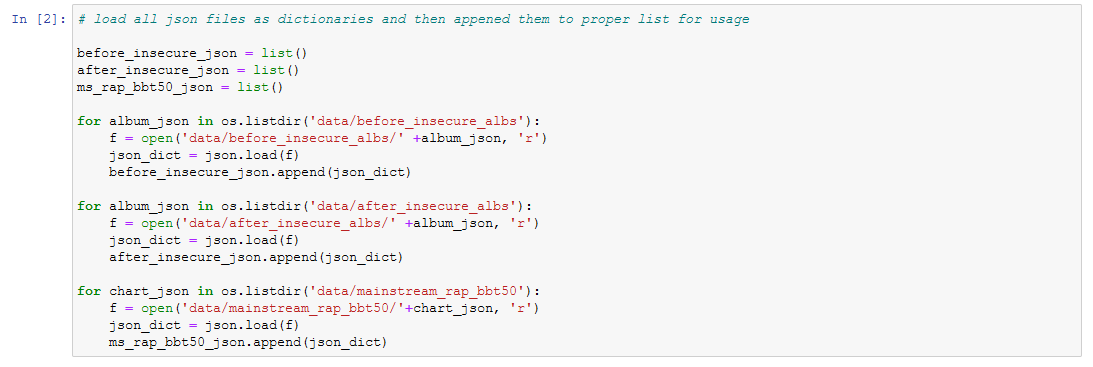 In [2]: # load all json files as dictionaries and then appened them to proper list for usage
before_insecure_json = list()
after_insecure_json = list()
ms_rap_bbt50_json = list()
for album_json in os.listdir('data/before_insecure_albs'):
    f = open('data/before_insecure_albs/' +album_json, 'r')
    json_dict = json.load(f)
    before_insecure_json.append(json_dict)
for album_json in os.listdir('data/after_insecure_albs'):
    f = open('data/after_insecure_albs/' +album_json, 'r')
    json_dict = json.load(f)
    after_insecure_json.append(json_dict)
for chart_json in os.listdir('data/mainstream_rap_bbt50'):
    f = open('data/mainstream_rap_bbt50/'+chart_json, 'r')
    json_dict = json.load(f)
    ms_rap_bbt50_json.append(json_dict)